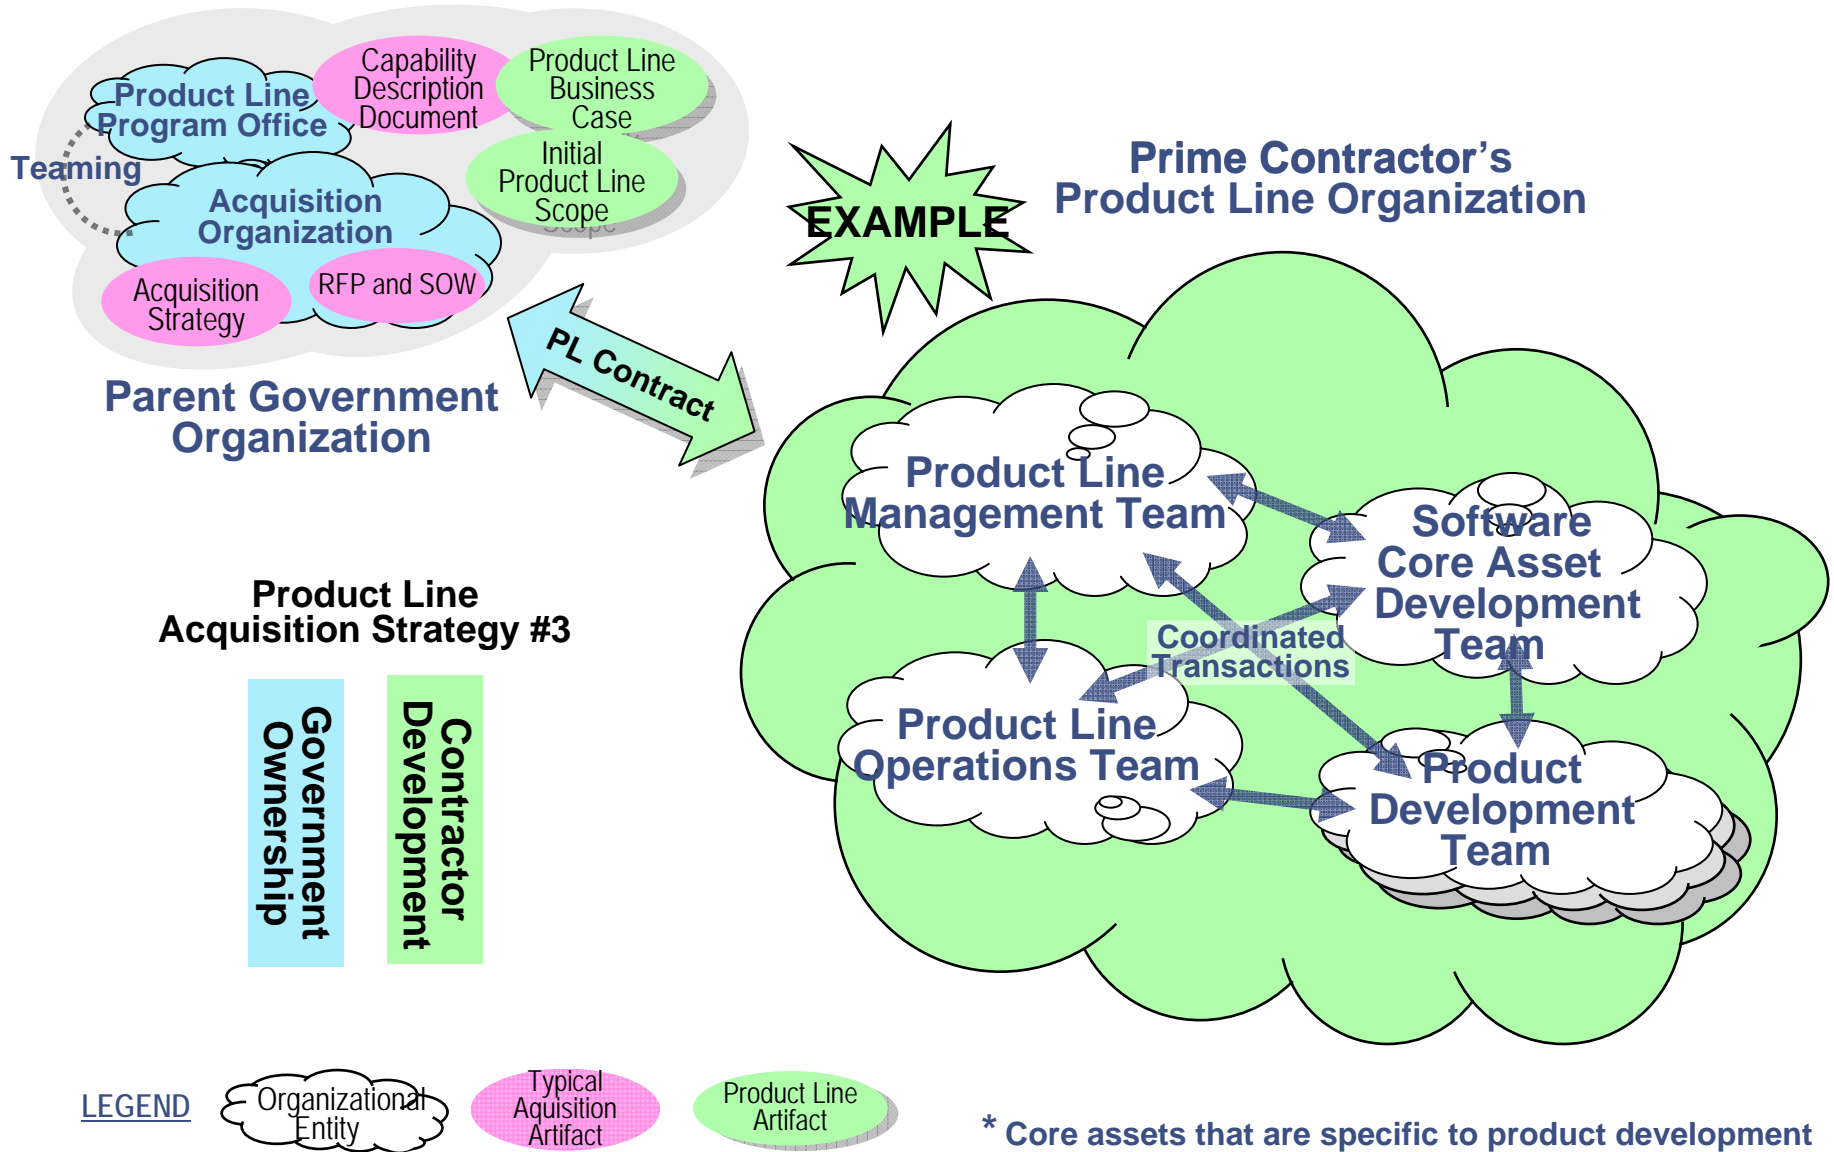 Capability
Description
Document
Product Line
Business
Case
Product Line
Program Office
Initial
Product Line
Scope
Scope
Teaming
Acquisition
Organization
Acquisition
Strategy
RFP and SOW
Parent Government
Organization
PL Contract
EXAMPLE
Prime Contractor's
Product Line Organization
Product Line
Management Team
Software
Core Asset
Development
Team
Coordinated
Transactions
Product Line
Operations Team
Product
Development
Team
Product Line
Acquisition Strategy #3
Government
Ownership
Contractor
Development
LEGEND
Organizational
Entity
Typical
Aquisition
Artifact
Product Line
Artifact
* Core assets that are specific to product development